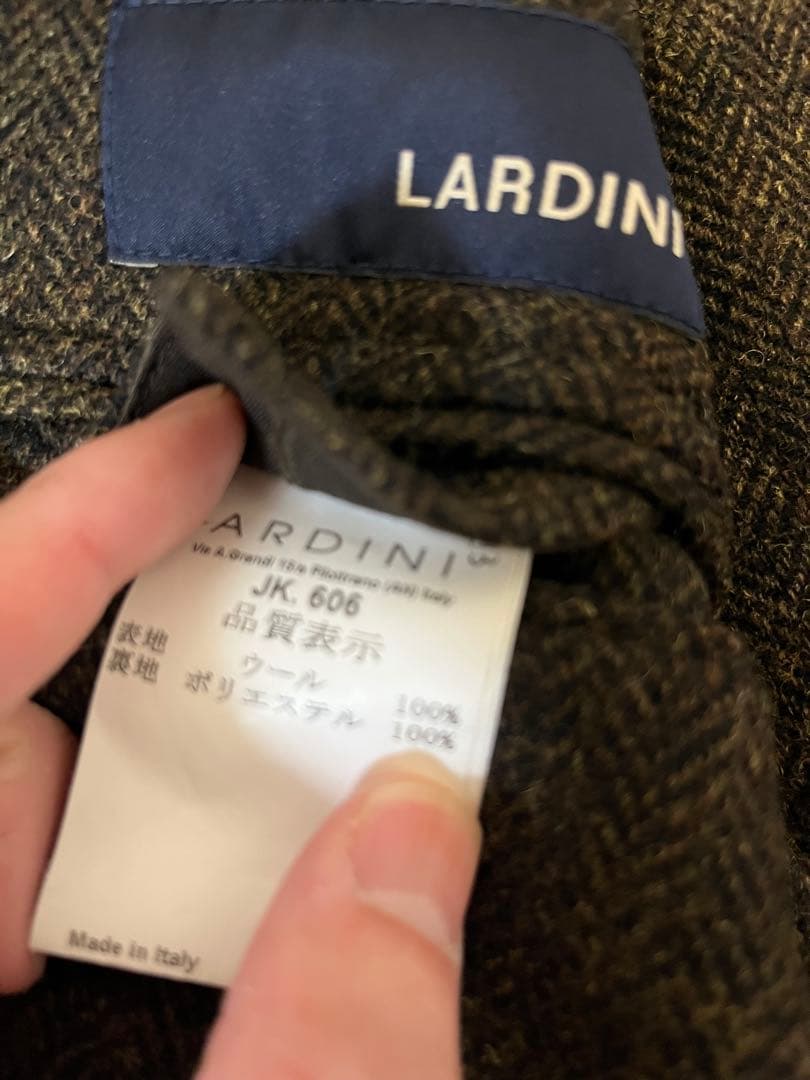 LARDINI
LARDINI
Via A.Grandi 15/a Filottrano (AN) Italy
JK. 606
品質表示
表地 ウール 100%
裏地 ポリエステル 100%
Made in Italy